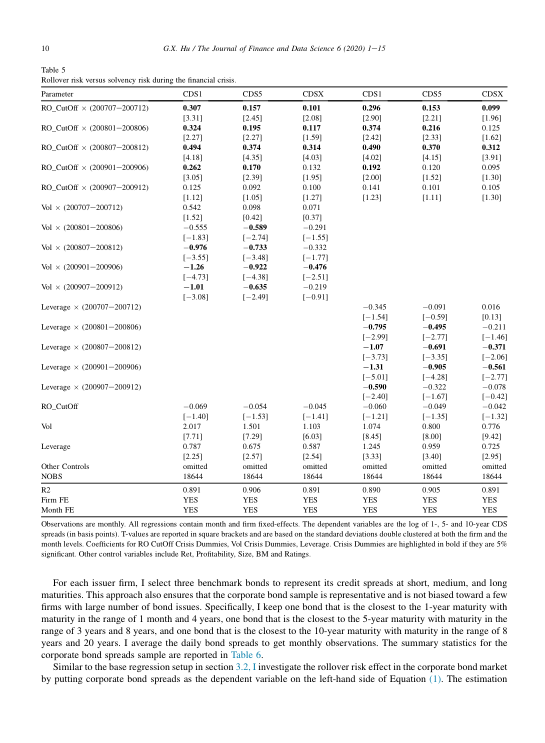 10 G.X. Hu / The Journal of Finance and Data Science 6 (2020) 1–15
Table 5
Rollover risk versus solvency risk during the financial crisis.
Parameter CDS1 CDS5 CDSX CDS1 CDS5 CDSX
RO_CutOff × (200707−200712) 0.307 0.157 0.101 0.296 0.153 0.099
[3.31] [2.45] [2.08] [2.90] [2.21] [1.96]
RO_CutOff × (200801−200806) 0.324 0.195 0.117 0.374 0.216 0.125
[2.27] [2.27] [1.59] [2.42] [2.33] [1.62]
RO_CutOff × (200807−200812) 0.494 0.374 0.314 0.490 0.370 0.312
[4.18] [4.35] [4.03] [4.02] [4.15] [3.91]
RO_CutOff × (200901−200906) 0.262 0.170 0.132 0.192 0.120 0.095
[3.05] [2.39] [1.95] [2.00] [1.52] [1.30]
RO_CutOff × (200907−200912) 0.125 0.092 0.100 0.141 0.101 0.105
[1.12] [1.05] [1.27] [1.23] [1.11] [1.30]
Vol × (200707−200712) 0.542 0.098 0.071
[1.52] [0.42] [0.37]
Vol × (200801−200806) −0.555 −0.589 −0.291
[−1.83] [−2.74] [−1.55]
Vol × (200807−200812) −0.976 −0.733 −0.332
[−3.55] [−3.48] [−1.77]
Vol × (200901−200906) −1.26 −0.922 −0.476
[−4.73] [−4.38] [−2.51]
Vol × (200907−200912) −1.01 −0.635 −0.219
[−3.08] [−2.49] [−0.91]
Leverage × (200707−200712) −0.345 −0.091 0.016
[−1.54] [−0.59] [0.13]
Leverage × (200801−200806) −0.795 −0.495 −0.211
[−2.99] [−2.77] [−1.46]
Leverage × (200807−200812) −1.07 −0.691 −0.371
[−3.73] [−3.35] [−2.06]
Leverage × (200901−200906) −1.31 −0.905 −0.561
[−5.01] [−4.28] [−2.77]
Leverage × (200907−200912) −0.590 −0.322 −0.078
[−2.40] [−1.67] [−0.42]
RO_CutOff −0.069 −0.054 −0.045 −0.060 −0.049 −0.042
[−1.40] [−1.53] [−1.41] [−1.21] [−1.35] [−1.32]
Vol 2.017 1.501 1.103 1.074 0.800 0.776
[7.71] [7.29] [6.03] [8.45] [8.00] [9.42]
Leverage 0.787 0.675 0.587 1.245 0.959 0.725
[2.25] [2.57] [2.54] [3.33] [3.40] [2.95]
Other Controls omitted omitted omitted omitted omitted omitted
NOBS 18644 18644 18644 18644 18644 18644
R2 0.891 0.906 0.891 0.890 0.905 0.891
Firm FE YES YES YES YES YES YES
Month FE YES YES YES YES YES YES
Observations are monthly. All regressions contain month and firm fixed-effects. The dependent variables are the log of 1-, 5- and 10-year CDS
spreads (in basis points). T-values are reported in square brackets and are based on the standard deviations double clustered at both the firm and the
month levels. Coefficients for RO CutOff Crisis Dummies, Vol Crisis Dummies, Leverage. Crisis Dummies are highlighted in bold if they are 5%
significant. Other control variables include Ret, Profitability, Size, BM and Ratings.
For each issuer firm, I select three benchmark bonds to represent its credit spreads at short, medium, and long
maturities. This approach also ensures that the corporate bond sample is representative and is not biased toward a few
firms with large number of bond issues. Specifically, I keep one bond that is the closest to the 1-year maturity with
maturity in the range of 1 month and 4 years, one bond that is the closest to the 5-year maturity with maturity in the
range of 3 years and 8 years, and one bond that is the closest to the 10-year maturity with maturity in the range of 8
years and 20 years. I average the daily bond spreads to get monthly observations. The summary statistics for the
corporate bond spreads sample are reported in Table 6.
Similar to the base regression setup in section 3.2, I investigate the rollover risk effect in the corporate bond market
by putting corporate bond spreads as the dependent variable on the left-hand side of Equation (1). The estimation